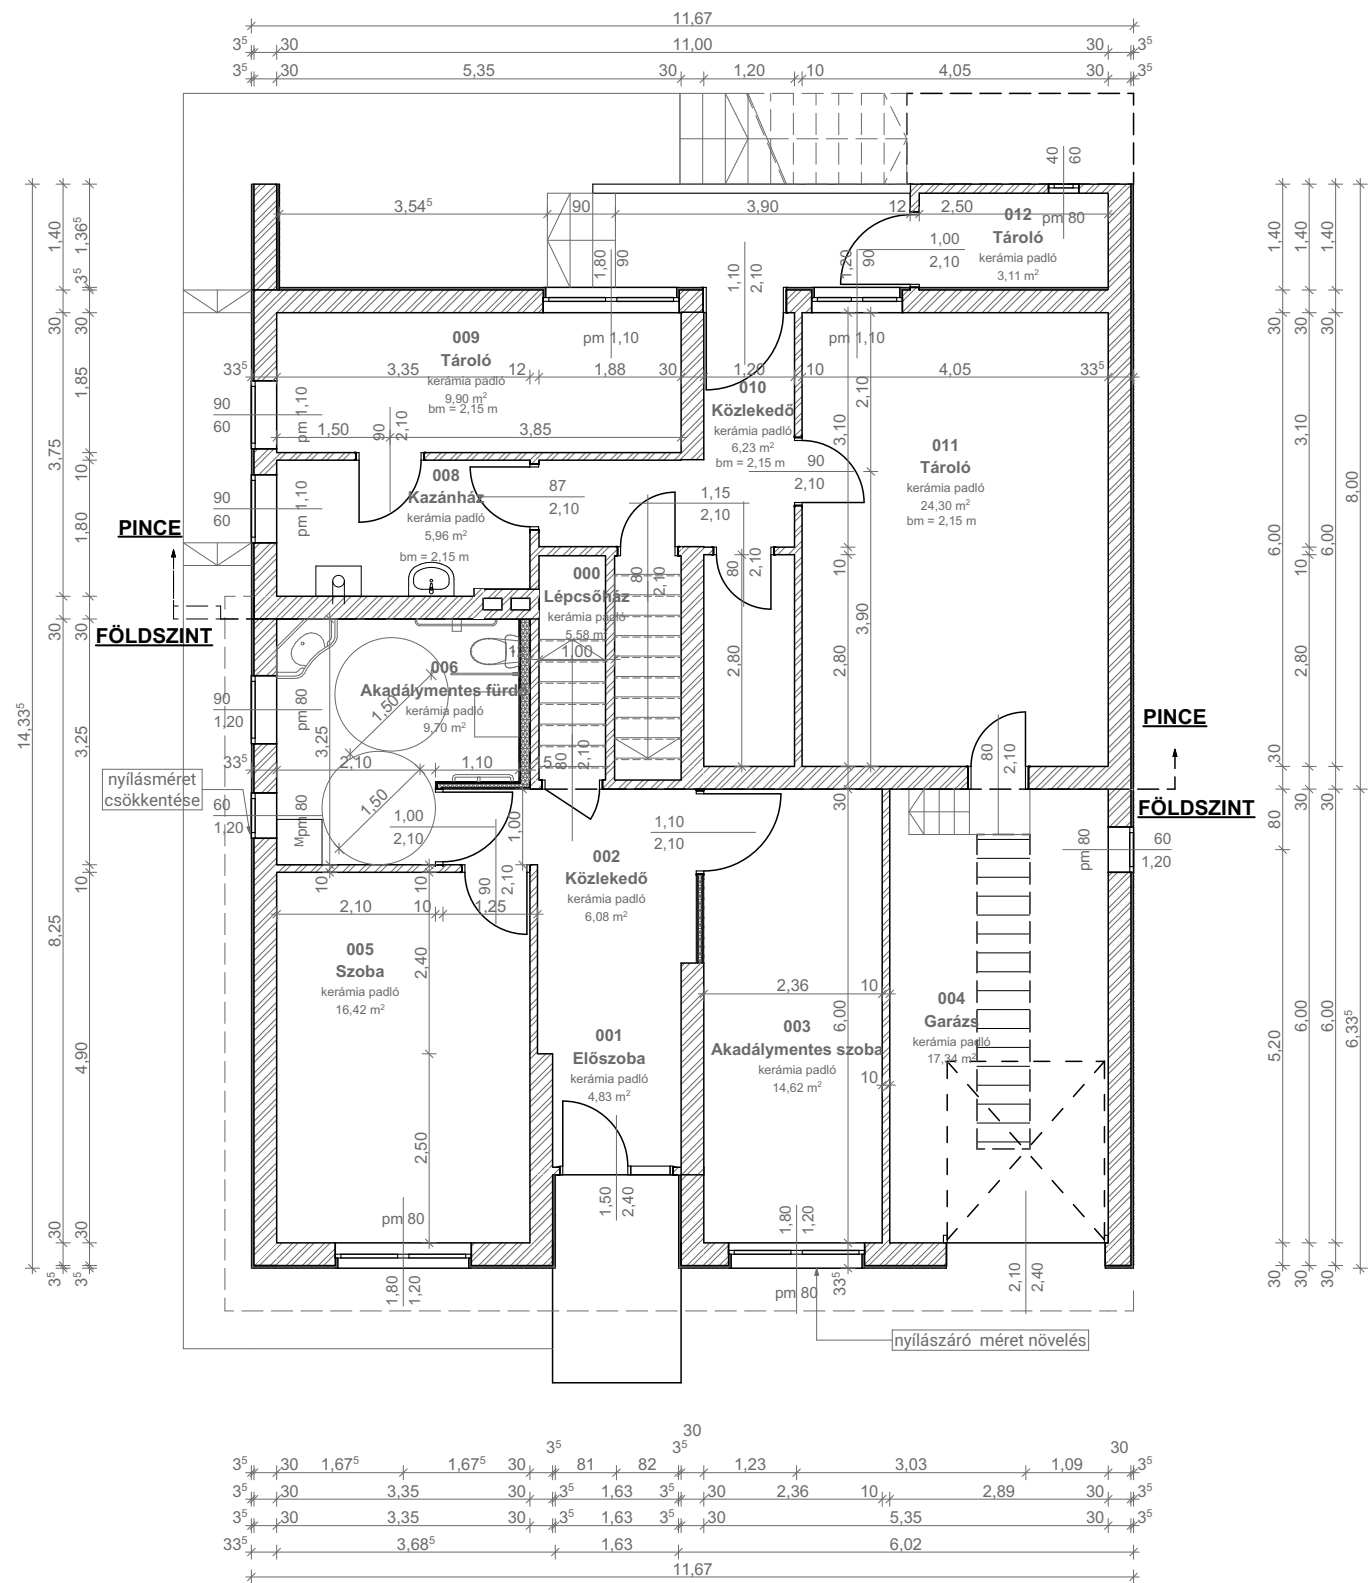 11,67
3⁵ 30 11,00 30 3⁵
3⁵ 30 5,35 30 1,20 10 4,05 30 3⁵
40 60
3,54⁵ 90 3,90 12 2,50
012
Tároló
kerámia padló
3,11 m²
pm 80
1,00
2,10
1,80 90
1,10 2,10
1,20 90
1,40 1,36⁵ 3⁵
1,40 1,40 1,40
30 30
30 30 30
009
Tároló
kerámia padló
9,90 m²
bm = 2,15 m
pm 1,10
pm 1,10
33⁵ 3,35 12 1,88 30 1,20 10 4,05 33⁵
010
Közlekedő
kerámia padló
6,23 m²
bm = 2,15 m
2,10
3,10
90
60
pm 1,10
1,50 90 2,10 3,85
1,85
3,75
10
1,80
3,10
8,00
6,00
6,00
011
Tároló
kerámia padló
24,30 m²
bm = 2,15 m
90
2,10
008
Kazánház
kerámia padló
5,96 m²
bm = 2,15 m
87
2,10
1,15
2,10
90
60
pm 1,10
PINCE
FÖLDSZINT
000
Lépcsőház
kerámia padló
5,58 m²
80 2,10
80 2,10
10
3,90
2,80
2,80
10
2,80
1,00
30 30
006
Akadálymentes fürdő
kerámia padló
9,70 m²
1,50
3,25
90
1,20
pm 80
14,33⁵
3,25
PINCE
FÖLDSZINT
33⁵ 2,10 1,10 5
80 2,10
80 2,10
30
30 30 30
nyílásméret
csökkentése
60
1,20
pm 80
1,50
1,00
2,10
1,00
1,10
2,10
30
80
pm 80
60
1,20
002
Közlekedő
kerámia padló
6,08 m²
10 10 10
90 2,10
2,10 10 1,25
8,25
005
Szoba
kerámia padló
16,42 m²
2,40
2,36 10
6,00
004
Garázs
kerámia padló
17,34 m²
003
Akadálymentes szoba
kerámia padló
14,62 m²
10
001
Előszoba
kerámia padló
4,83 m²
4,90
5,20
6,00
6,00
6,33⁵
2,50
pm 80
1,80 1,20
1,50 2,40
1,80 1,20
pm 80
33⁵
2,10 2,40
30 30
3⁵ 3⁵
30 30 30
nyílászáró méret növelés
30
3⁵ 3⁵ 30
3⁵ 30 1,67⁵ 1,67⁵ 30 81 82 1,23 3,03 1,09 3⁵
3⁵ 30 3,35 30 3⁵ 1,63 3⁵ 30 2,36 10 2,89 30 3⁵
3⁵ 30 3,35 30 3⁵ 1,63 3⁵ 30 5,35 30 3⁵
33⁵ 3,68⁵ 1,63 6,02
11,67